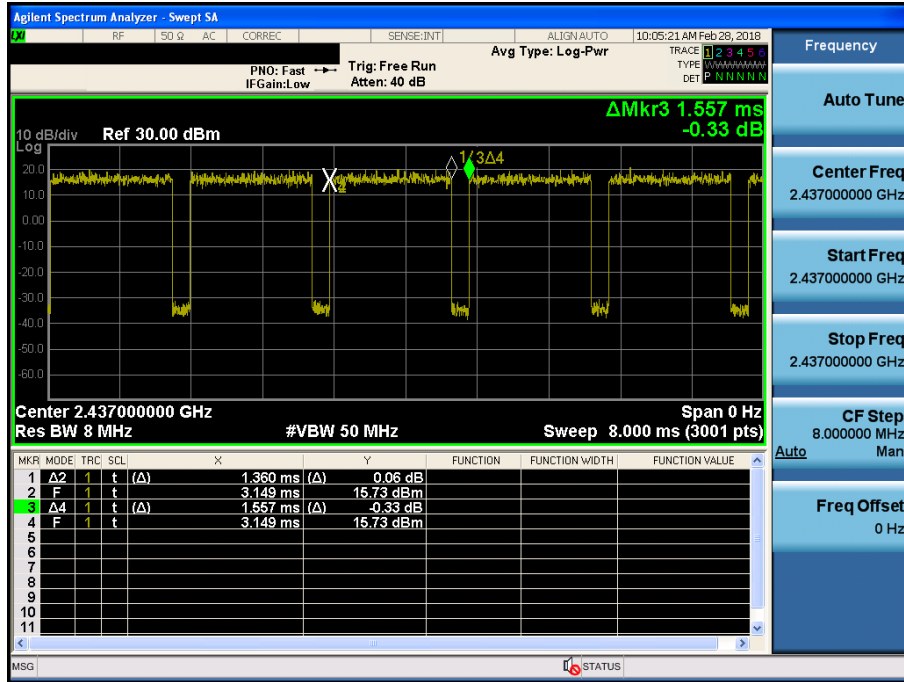 Agilent Spectrum Analyzer - Swept SA
LXI RF 50 Ω AC CORREC SENSE:INT ALIGN AUTO 10:05:21 AM Feb 28, 2018
PNO: Fast
IFGain:Low
Trig: Free Run
Atten: 40 dB
Avg Type: Log-Pwr
TRACE 1 2 3 4 5 6
TYPE WWWWWW
DET P N N N N N
ΔMkr3 1.557 ms
-0.33 dB
10 dB/div Ref 30.00 dBm
Log
1/3Δ4
20.0
10.0
0.00
-10.0
-20.0
-30.0
-40.0
-50.0
-60.0
Center 2.437000000 GHz Span 0 Hz
Res BW 8 MHz #VBW 50 MHz Sweep 8.000 ms (3001 pts)
MKR MODE TRC SCL X Y FUNCTION FUNCTION WIDTH FUNCTION VALUE
1 Δ2 1 t (Δ) 1.360 ms (Δ) 0.06 dB
2 F 1 t 3.149 ms 15.73 dBm
3 Δ4 1 t (Δ) 1.557 ms (Δ) -0.33 dB
4 F 1 t 3.149 ms 15.73 dBm
5
6
7
8
9
10
11
MSG STATUS
Frequency
Auto Tune
Center Freq
2.437000000 GHz
Start Freq
2.437000000 GHz
Stop Freq
2.437000000 GHz
CF Step
8.000000 MHz
Auto Man
Freq Offset
0 Hz